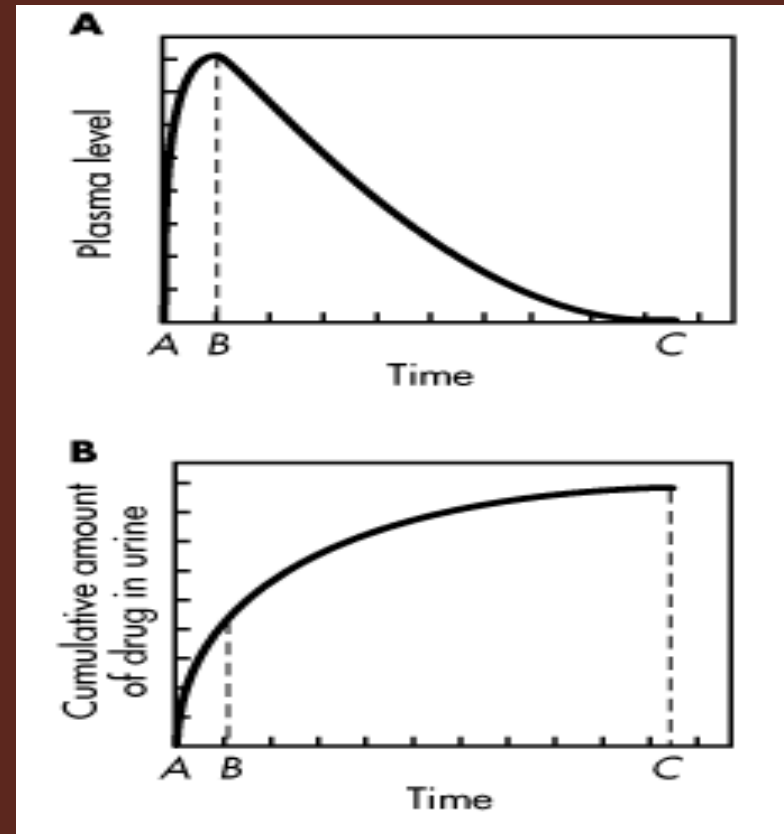 A
Plasma level
A B C
Time
B
Cumulative amount
of drug in urine
A B C
Time